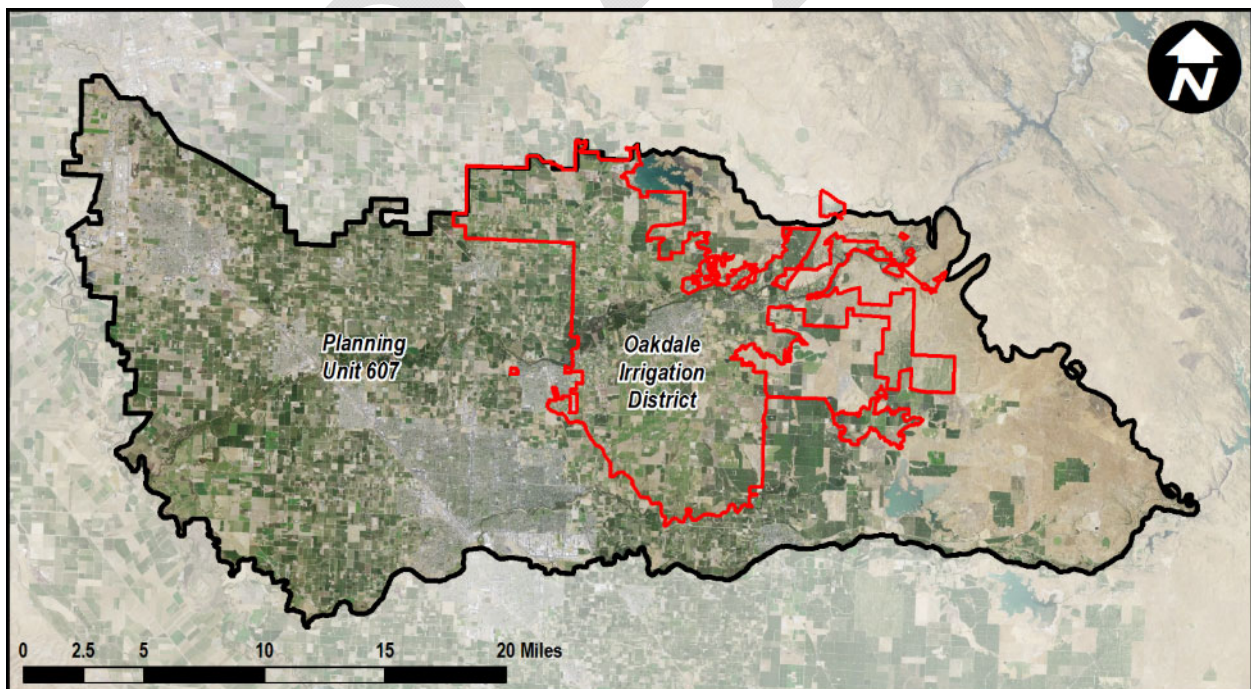 N
Planning
Unit 607
Oakdale
Irrigation
District
0 2.5 5 10 15 20 Miles